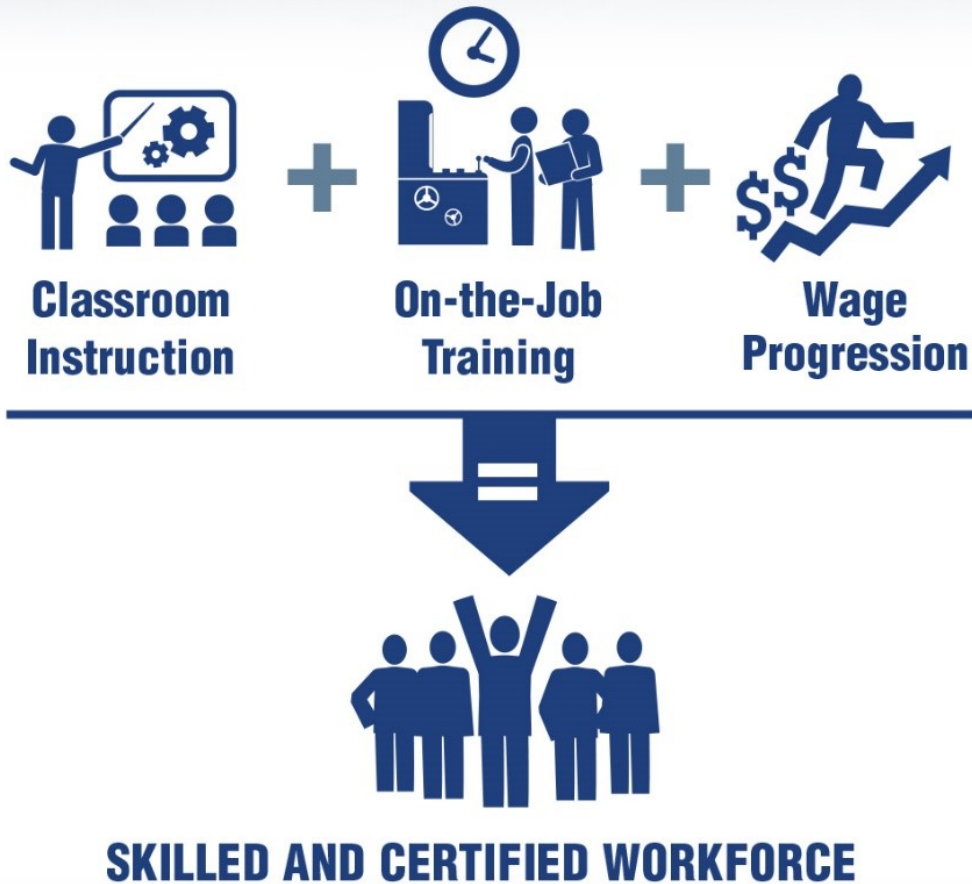 Classroom
Instruction
+
On-the-Job
Training
+
$$
Wage
Progression
=
SKILLED AND CERTIFIED WORKFORCE